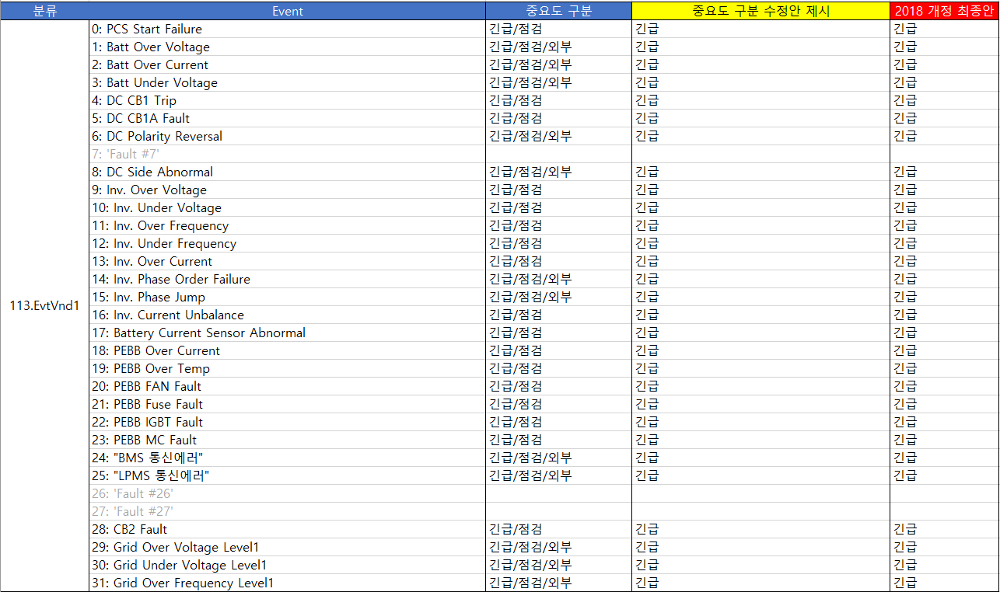 분류 Event 중요도 구분 중요도 구분 수정안 제시 2018 개정 최종안
0: PCS Start Failure 긴급/점검 긴급 긴급
1: Batt Over Voltage 긴급/점검/외부 긴급 긴급
2: Batt Over Current 긴급/점검/외부 긴급 긴급
3: Batt Under Voltage 긴급/점검/외부 긴급 긴급
4: DC CB1 Trip 긴급/점검 긴급 긴급
5: DC CB1A Fault 긴급/점검 긴급 긴급
6: DC Polarity Reversal 긴급/점검/외부 긴급 긴급
7: 'Fault #7'
8: DC Side Abnormal 긴급/점검/외부 긴급 긴급
9: Inv. Over Voltage 긴급/점검 긴급 긴급
10: Inv. Under Voltage 긴급/점검 긴급 긴급
11: Inv. Over Frequency 긴급/점검 긴급 긴급
12: Inv. Under Frequency 긴급/점검 긴급 긴급
13: Inv. Over Current 긴급/점검 긴급 긴급
14: Inv. Phase Order Failure 긴급/점검/외부 긴급 긴급
15: Inv. Phase Jump 긴급/점검/외부 긴급 긴급
113.EvtVnd1
16: Inv. Current Unbalance 긴급/점검 긴급 긴급
17: Battery Current Sensor Abnormal 긴급/점검 긴급 긴급
18: PEBB Over Current 긴급/점검 긴급 긴급
19: PEBB Over Temp 긴급/점검 긴급 긴급
20: PEBB FAN Fault 긴급/점검 긴급 긴급
21: PEBB Fuse Fault 긴급/점검 긴급 긴급
22: PEBB IGBT Fault 긴급/점검 긴급 긴급
23: PEBB MC Fault 긴급/점검 긴급 긴급
24: "BMS 통신에러" 긴급/점검/외부 긴급 긴급
25: "LPMS 통신에러" 긴급/점검/외부 긴급 긴급
26: 'Fault #26'
27: 'Fault #27'
28: CB2 Fault 긴급/점검 긴급 긴급
29: Grid Over Voltage Level1 긴급/점검/외부 긴급 긴급
30: Grid Under Voltage Level1 긴급/점검/외부 긴급 긴급
31: Grid Over Frequency Level1 긴급/점검/외부 긴급 긴급